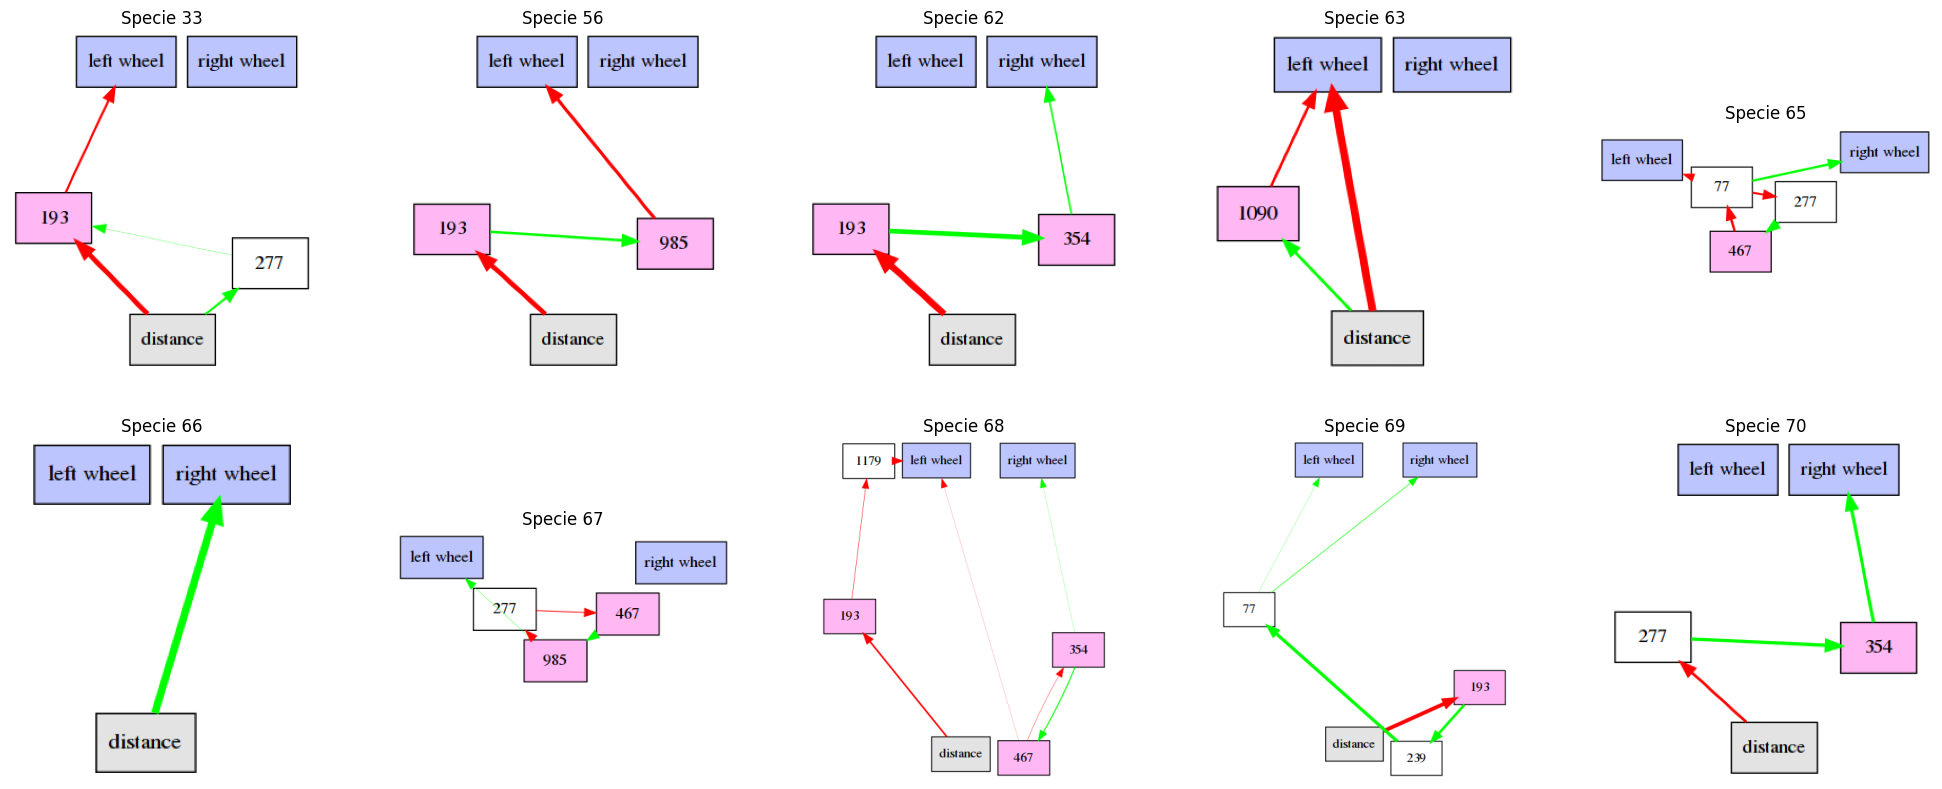 Specie 33
left wheel
right wheel
193
277
distance
Specie 56
left wheel
right wheel
193
985
distance
Specie 62
left wheel
right wheel
193
354
distance
Specie 63
left wheel
right wheel
1090
distance
Specie 65
left wheel
right wheel
77
277
467
Specie 66
left wheel
right wheel
distance
Specie 67
left wheel
right wheel
277
467
985
Specie 68
1179
left wheel
right wheel
193
354
distance
467
Specie 69
left wheel
right wheel
77
193
distance
239
Specie 70
left wheel
right wheel
277
354
distance